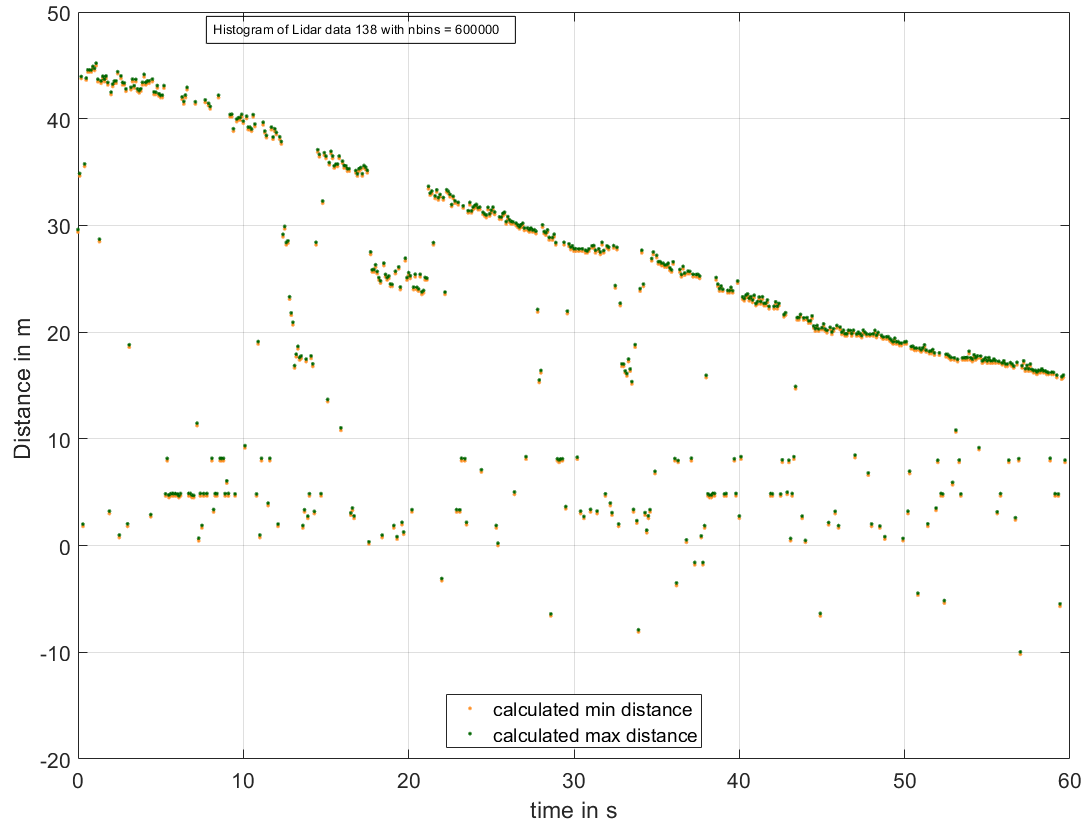 Histogram of Lidar data 138 with nbins = 600000
50
40
30
20
10
0
-10
-20
Distance in m
calculated min distance
calculated max distance
0 10 20 30 40 50 60
time in s